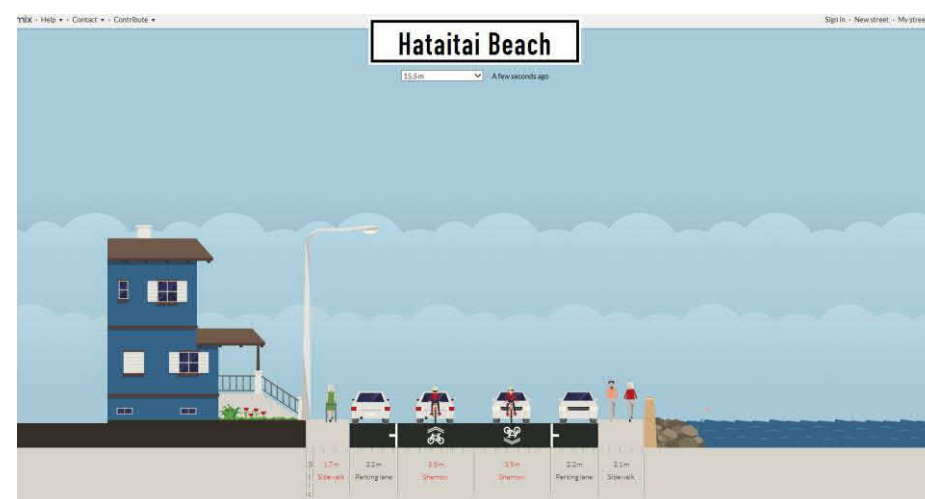 mix - Help - Contact - Contribute
Sign in - New street - My stree
Hataitai Beach
15.5m A few seconds ago
1.7m 2.2m 3.5m 3.5m 2.2m 2.1m
Sidewalk Parking lane Sharrow Sharrow Parking lane Sidewalk